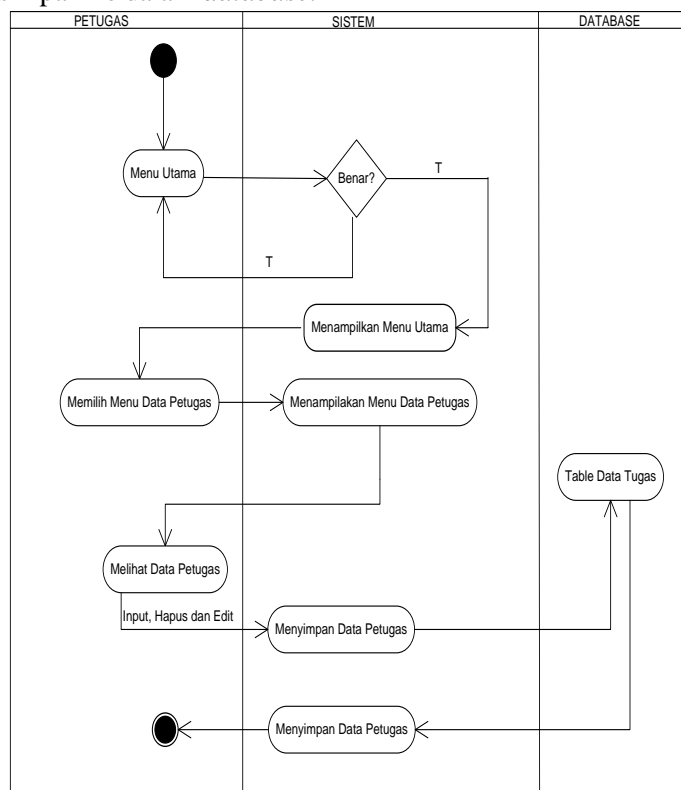 PETUGAS
SISTEM
DATABASE
Menu Utama
Benar?
T
T
Menampilkan Menu Utama
Memilih Menu Data Petugas
Menampilakan Menu Data Petugas
Table Data Tugas
Melihat Data Petugas
Input, Hapus dan Edit
Menyimpan Data Petugas
Menyimpan Data Petugas